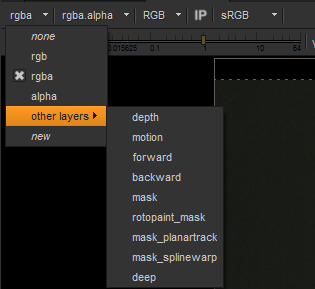 rgba rgba.alpha RGB IP sRGB
none
.015625 0.1 1 10 64
rgb
rgba
alpha
other layers
new
depth
motion
forward
backward
mask
rotopaint_mask
mask_planartrack
mask_splinewarp
deep